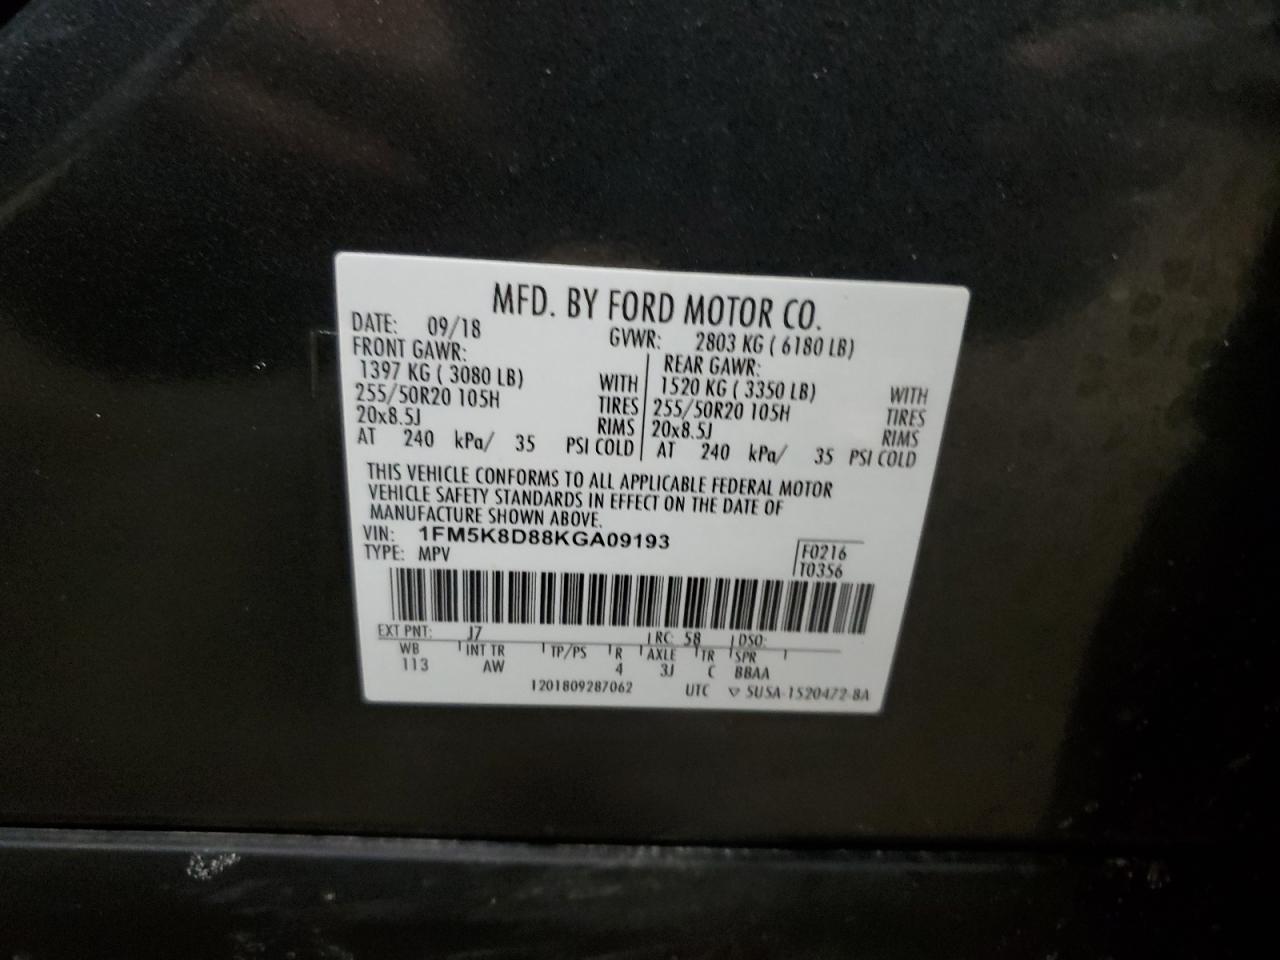 MFD. BY FORD MOTOR CO.
DATE: 09/18 GVWR: 2803 KG ( 6180 LB)
FRONT GAWR: REAR GAWR:
1397 KG ( 3080 LB) WITH 1520 KG ( 3350 LB) WITH
255/50R20 105H TIRES 255/50R20 105H TIRES
20x8.5J RIMS 20x8.5J RIMS
AT 240 kPa/ 35 PSI COLD AT 240 kPa/ 35 PSI COLD
THIS VEHICLE CONFORMS TO ALL APPLICABLE FEDERAL MOTOR
VEHICLE SAFETY STANDARDS IN EFFECT ON THE DATE OF
MANUFACTURE SHOWN ABOVE.
VIN: 1FM5K8D88KGA09193
TYPE: MPV F0216
T0356
EXT PNT: J7 RC: 58 DSO:
WB INT TR TP/PS R AXLE TR SPR
113 AW 4 3J C BBAA
1201809287062 UTC ▽ 5U5A-1520472-BA